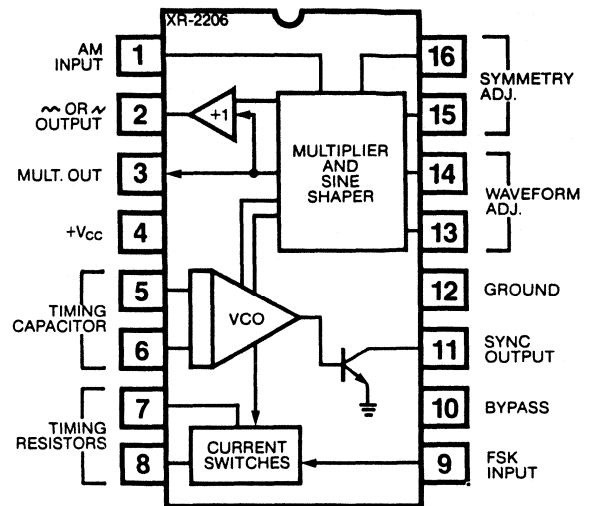 XR-2206
AM
INPUT
1
OR
OUTPUT
2
MULT. OUT
3
+VCC
4
TIMING
CAPACITOR
5
6
TIMING
RESISTORS
7
8
+1
MULTIPLIER
AND
SINE
SHAPER
VCO
CURRENT
SWITCHES
16
15
SYMMETRY
ADJ.
14
13
WAVEFORM
ADJ.
12
GROUND
11
SYNC
OUTPUT
10
BYPASS
9
FSK
INPUT